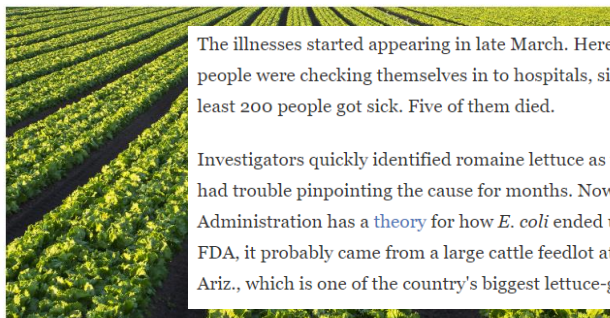 The illnesses started appearing in late March. Here
people were checking themselves in to hospitals, si
least 200 people got sick. Five of them died.
Investigators quickly identified romaine lettuce as
had trouble pinpointing the cause for months. Now
Administration has a theory for how E. coli ended
FDA, it probably came from a large cattle feedlot
Ariz., which is one of the country's biggest lettuce-